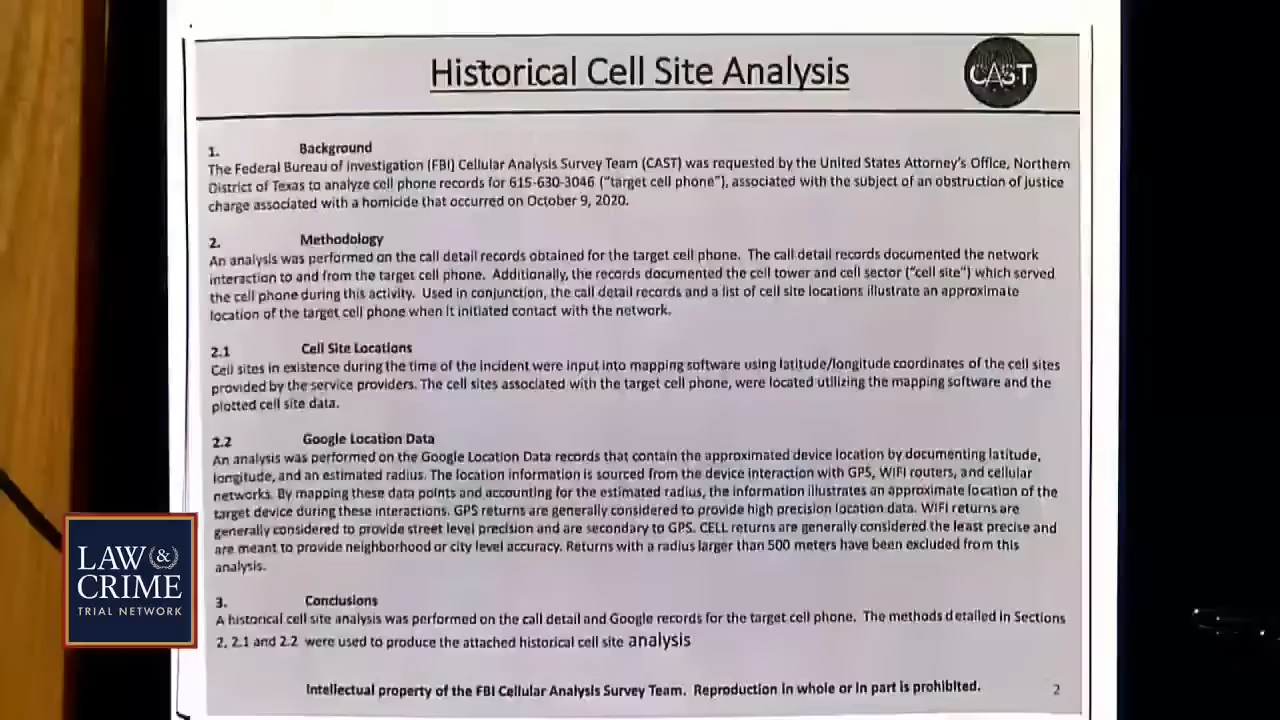 Historical Cell Site Analysis
CAST
1. Background
The Federal Bureau of Investigation (FBI) Cellular Analysis Survey Team (CAST) was requested by the United States Attorney's Office, Northern
District of Texas to analyze cell phone records for 615-630-3046 ("target cell phone"), associated with the subject of an obstruction of justice
charge associated with a homicide that occurred on October 9, 2020.
2. Methodology
An analysis was performed on the call detail records obtained for the target cell phone. The call detail records documented the network
interaction to and from the target cell phone. Additionally, the records documented the cell tower and cell sector ("cell site") which served
the cell phone during this activity. Used in conjunction, the call detail records and a list of cell site locations illustrate an approximate
location of the target cell phone when it initiated contact with the network.
2.1 Cell Site Locations
Cell sites in existence during the time of the incident were input into mapping software using latitude/longitude coordinates of the cell sites
provided by the service providers. The cell sites associated with the target cell phone, were located utilizing the mapping software and the
plotted cell site data.
2.2 Google Location Data
An analysis was performed on the Google Location Data records that contain the approximated device location by documenting latitude,
longitude, and an estimated radius. The location information is sourced from the device interaction with GPS, WIFI routers, and cellular
networks. By mapping these data points and accounting for the estimated radius, the information illustrates an approximate location of the
target device during these interactions. GPS returns are generally considered to provide high precision location data. WIFI returns are
generally considered to provide street level precision and are secondary to GPS. CELL returns are generally considered the least precise and
are meant to provide neighborhood or city level accuracy. Returns with a radius larger than 500 meters have been excluded from this
analysis.
3. Conclusions
A historical cell site analysis was performed on the call detail and Google records for the target cell phone. The methods detailed in Sections
2, 2.1 and 2.2 were used to produce the attached historical cell site analysis
Intellectual property of the FBI Cellular Analysis Survey Team. Reproduction in whole or in part is prohibited.
2
LAW &
CRIME
TRIAL NETWORK